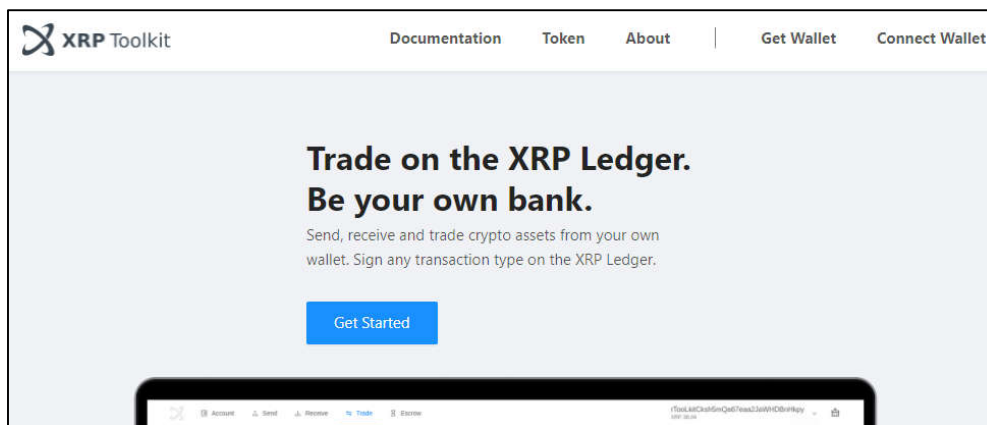 XRP Toolkit
Documentation Token About Get Wallet Connect Wallet
Trade on the XRP Ledger.
Be your own bank.
Send, receive and trade crypto assets from your own
wallet. Sign any transaction type on the XRP Ledger.
Get Started
Account Send Receive Trade Escrow